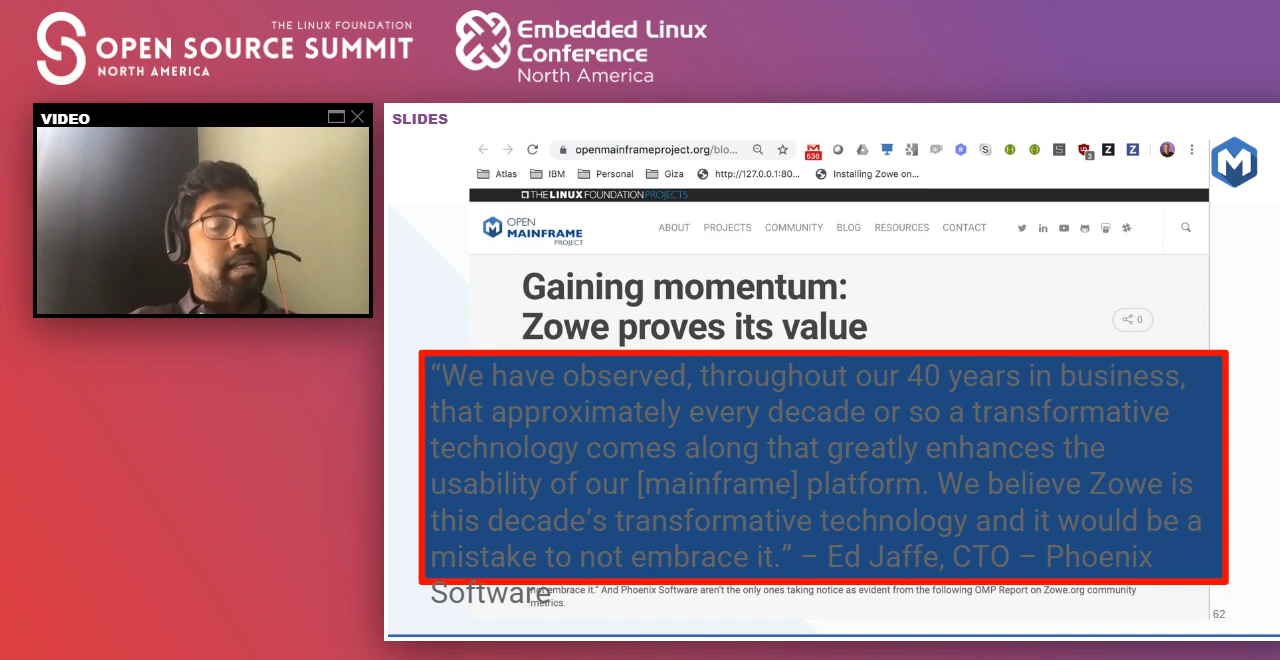 THE LINUX FOUNDATION
OPEN SOURCE SUMMIT
NORTH AMERICA
Embedded Linux
Conference
North America
VIDEO
SLIDES
openmainframeproject.org/blo...
536
3
Atlas IBM Personal Giza http://127.0.0.1:80... Installing Zowe on...
THE LINUX FOUNDATION PROJECTS
OPEN
MAINFRAME
PROJECT
ABOUT PROJECTS COMMUNITY BLOG RESOURCES CONTACT
Gaining momentum:
Zowe proves its value
0
“We have observed, throughout our 40 years in business,
that approximately every decade or so a transformative
technology comes along that greatly enhances the
usability of our [mainframe] platform. We believe Zowe is
this decade’s transformative technology and it would be a
mistake to not embrace it.” – Ed Jaffe, CTO – Phoenix
Software
not embrace it.” And Phoenix Software aren’t the only ones taking notice as evident from the following OMP Report on Zowe.org community
metrics.
62